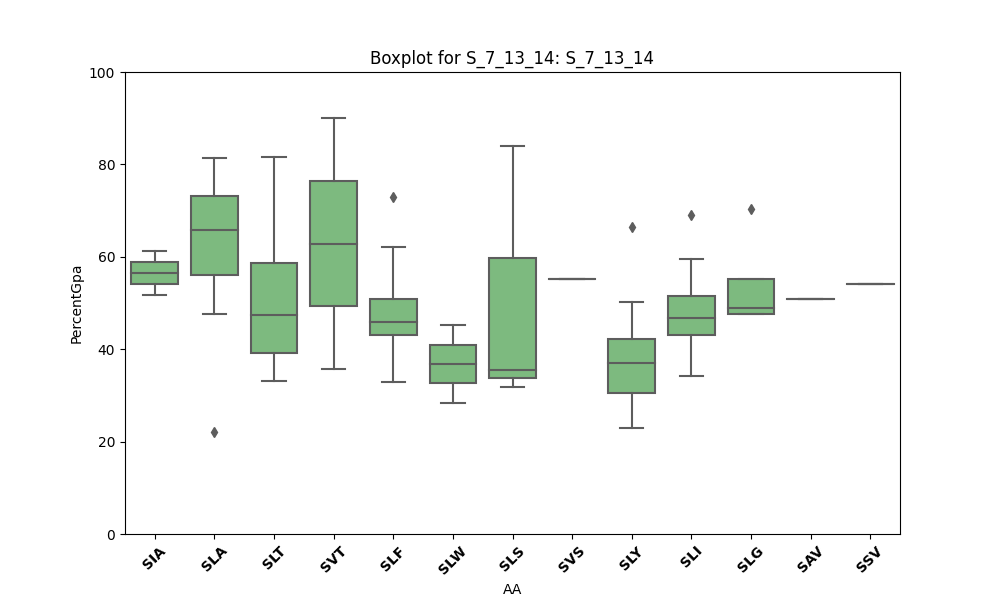 Boxplot for S_7_13_14: S_7_13_14
PercentGpa
100
80
60
40
20
0
SIA SLA SLT SVT SLF SLW SLS SVS SLY SLI SLG SAV SSV
AA